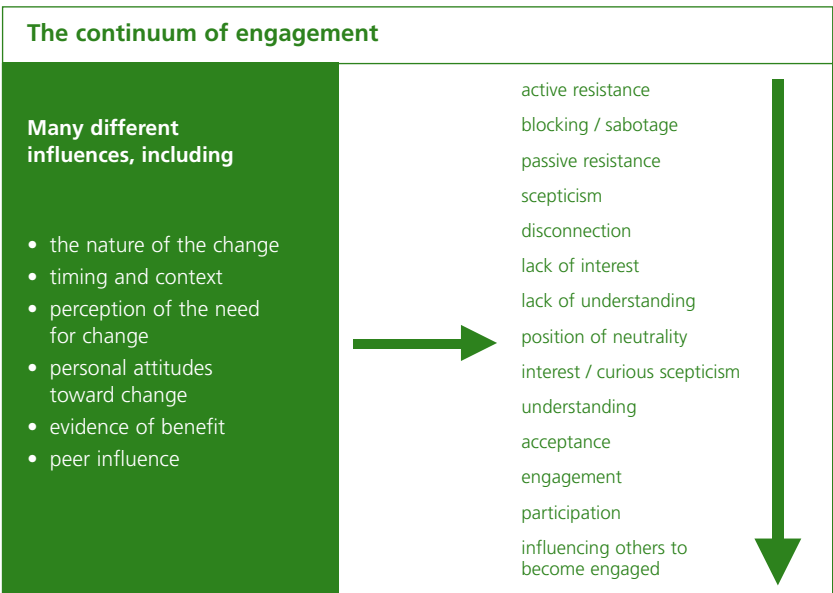 The continuum of engagement
Many different
influences, including
• the nature of the change
• timing and context
• perception of the need
for change
• personal attitudes
toward change
• evidence of benefit
• peer influence
active resistance
blocking / sabotage
passive resistance
scepticism
disconnection
lack of interest
lack of understanding
position of neutrality
interest / curious scepticism
understanding
acceptance
engagement
participation
influencing others to
become engaged